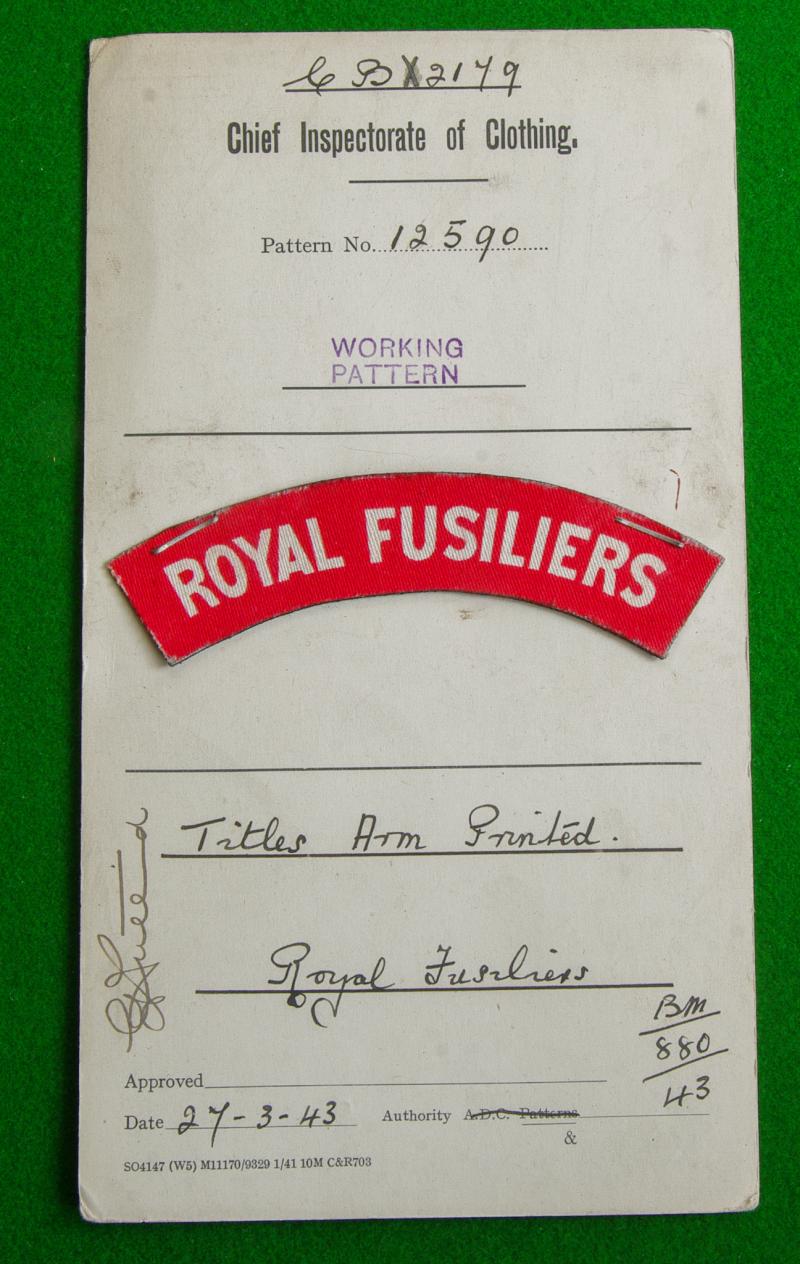 C B X 2179
Chief Inspectorate of Clothing.
Pattern No. 12590
WORKING
PATTERN
ROYAL FUSILIERS
Titles Arm Printed.
Royal Fusiliers
BM
880
43
Approved
Date 27-3-43 Authority A.D.C. Patterns
&
SO4147 (W5) M11170/9329 1/41 10M C&R703